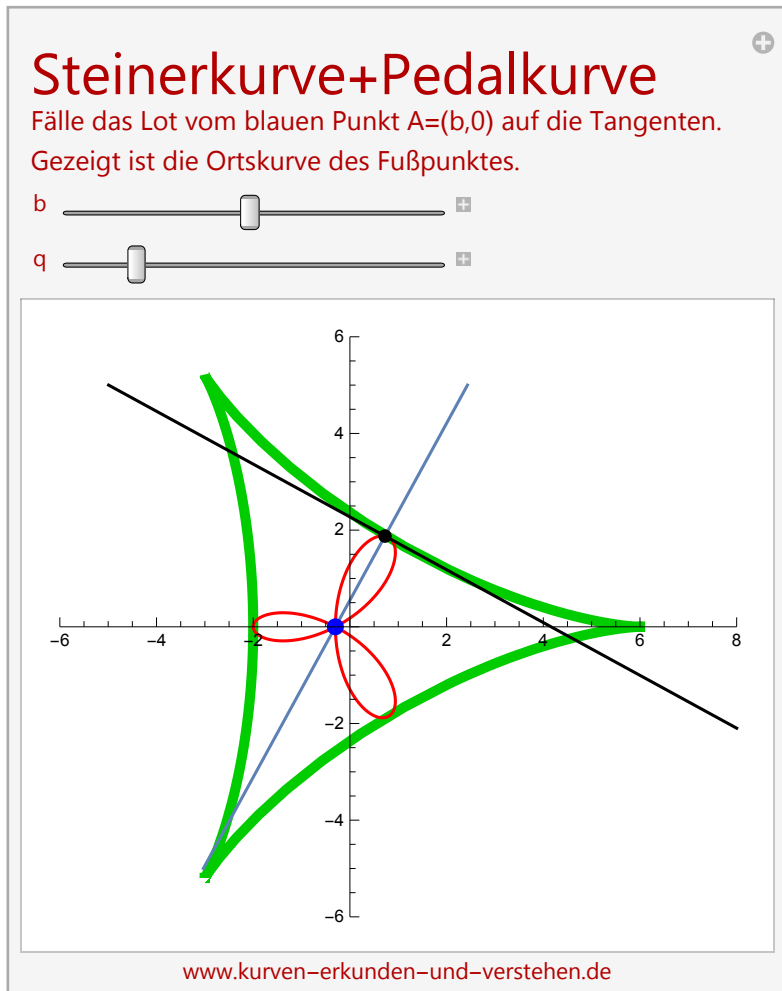 Steinerkurve+Pedalkurve
Fälle das Lot vom blauen Punkt A=(b,0) auf die Tangenten.
Gezeigt ist die Ortskurve des Fußpunktes.
b
q
6
4
2
-6 -4 -2 2 4 6 8
-2
-4
-6
www.kurven-erkunden-und-verstehen.de